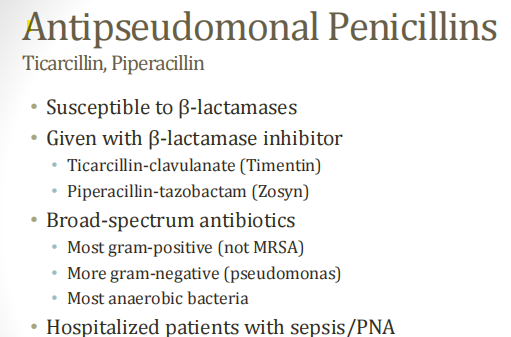 Antipseudomonal Penicillins
Ticarcillin, Piperacillin
• Susceptible to β-lactamases
• Given with β-lactamase inhibitor
• Ticarcillin-clavulanate (Timentin)
• Piperacillin-tazobactam (Zosyn)
• Broad-spectrum antibiotics
• Most gram-positive (not MRSA)
• More gram-negative (pseudomonas)
• Most anaerobic bacteria
• Hospitalized patients with sepsis/PNA